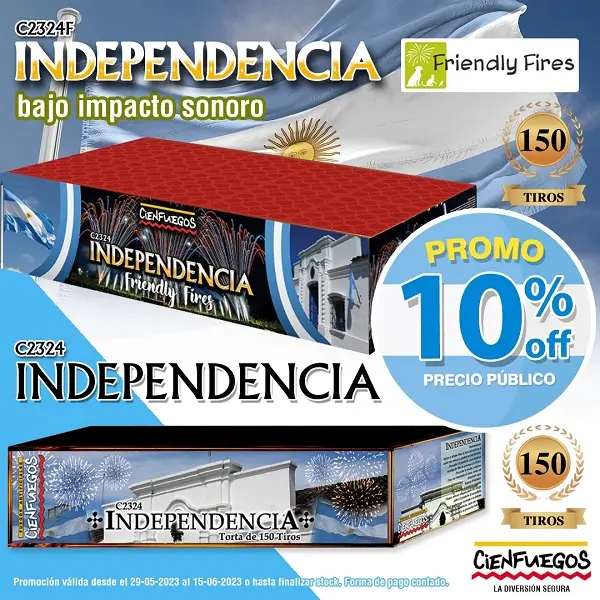 C2324F
INDEPENDENCIA
bajo impacto sonoro
Friendly Fires
150
TIROS
CIENFUEGOS
C2324
INDEPENDENCIA
Friendly Fires
PROMO
10% off
PRECIO PÚBLICO
C2324
INDEPENDENCIA
CIENFUEGOS
C2324
INDEPENDENCIA
Torta de 150-Tiros
INDEPENDENCIA
150
TIROS
CIENFUEGOS
LA DIVERSIÓN SEGURA
Promoción válida desde el 29-05-2023 al 15-06-2023 o hasta finalizar stock. Forma de pago contado.